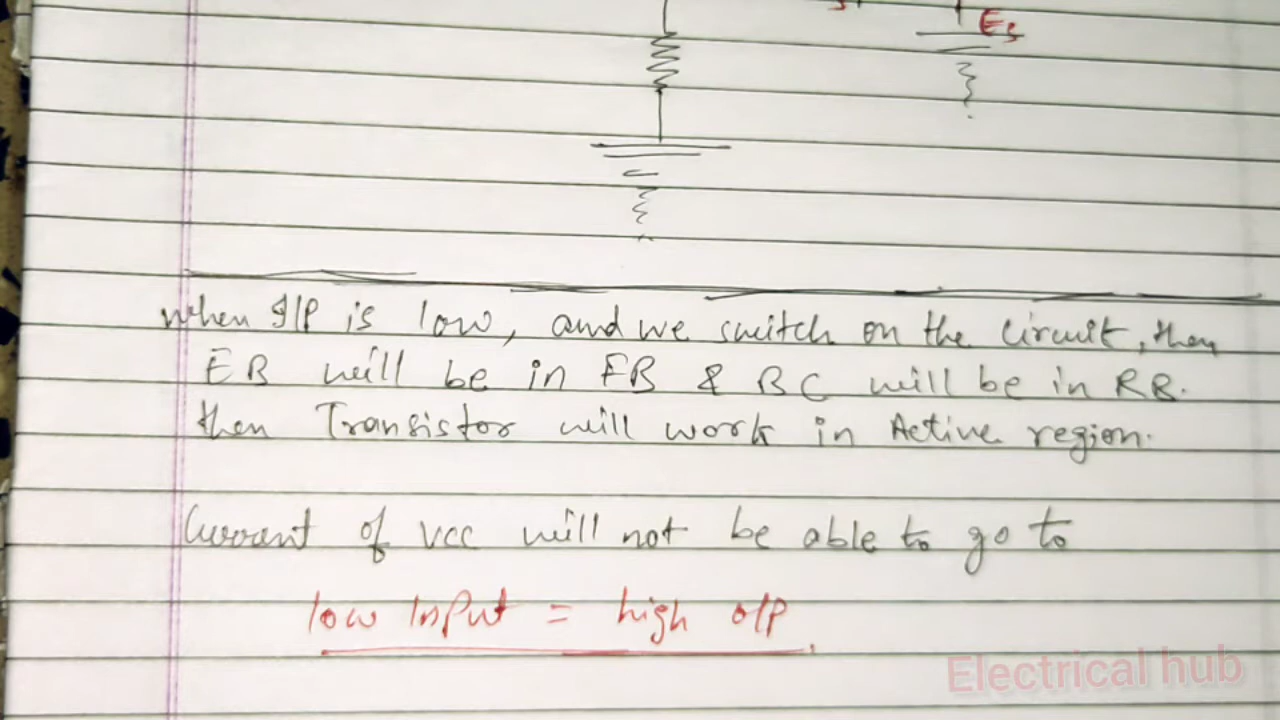 E3
When I/P is low, and we switch on the Circuit, then
EB will be in FB & BC will be in RB.
then Transistor will work in Active region.
Current of Vcc will not be able to go to
low Input = high O/P.
Electrical hub